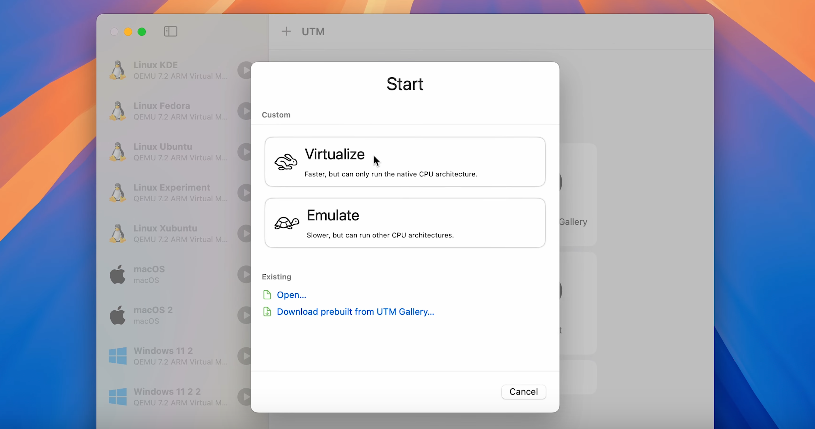 UTM
Linux KDE
QEMU 7.2 ARM Virtual M...
Linux Fedora
QEMU 7.2 ARM Virtual M...
Linux Ubuntu
QEMU 7.2 ARM Virtual M...
Linux Experiment
QEMU 7.2 ARM Virtual M...
Linux Xubuntu
QEMU 7.2 ARM Virtual M...
macOS
macOS
macOS 2
macOS
Windows 11 2
QEMU 7.2 ARM Virtual M...
Windows 11 2 2
QEMU 7.2 ARM Virtual M...
Start
Custom
Virtualize
Faster, but can only run the native CPU architecture.
Emulate
Slower, but can run other CPU architectures.
Existing
Open...
Download prebuilt from UTM Gallery...
Cancel
Gallery